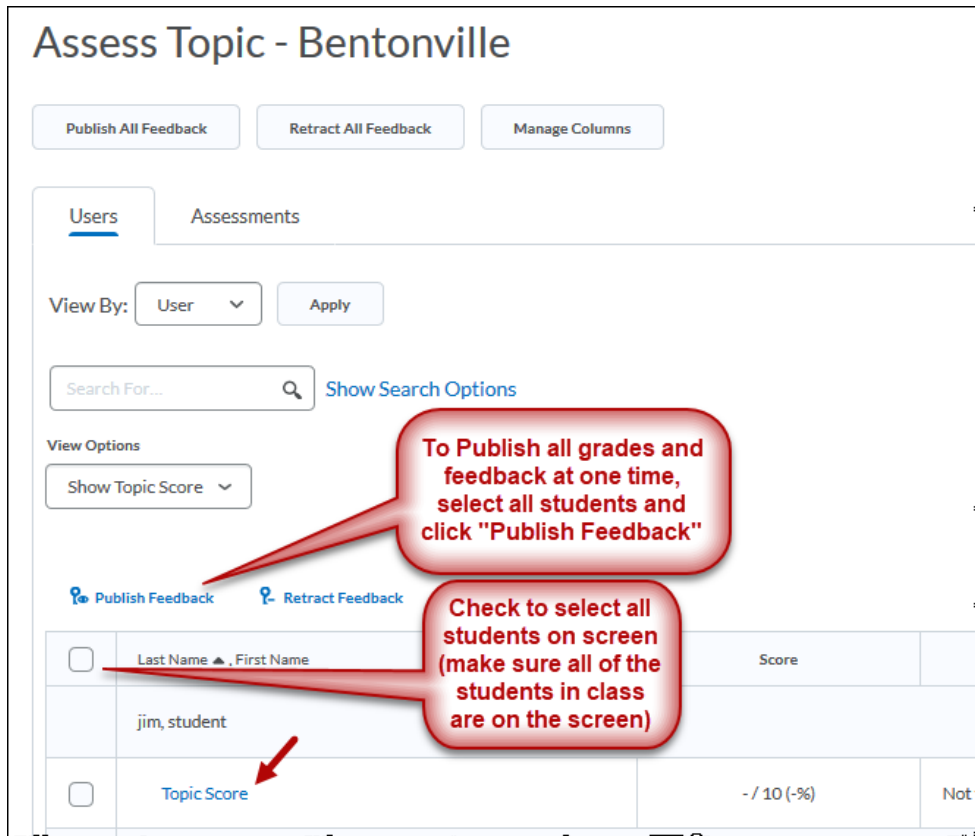 Assess Topic - Bentonville
Publish All Feedback Retract All Feedback Manage Columns
Users Assessments
View By: User Apply
Search For... Show Search Options
View Options
Show Topic Score
To Publish all grades and
feedback at one time,
select all students and
click "Publish Feedback"
Publish Feedback Retract Feedback
Check to select all
students on screen
(make sure all of the
students in class
are on the screen)
Last Name , First Name Score
jim, student
Topic Score - / 10 (-%) Not